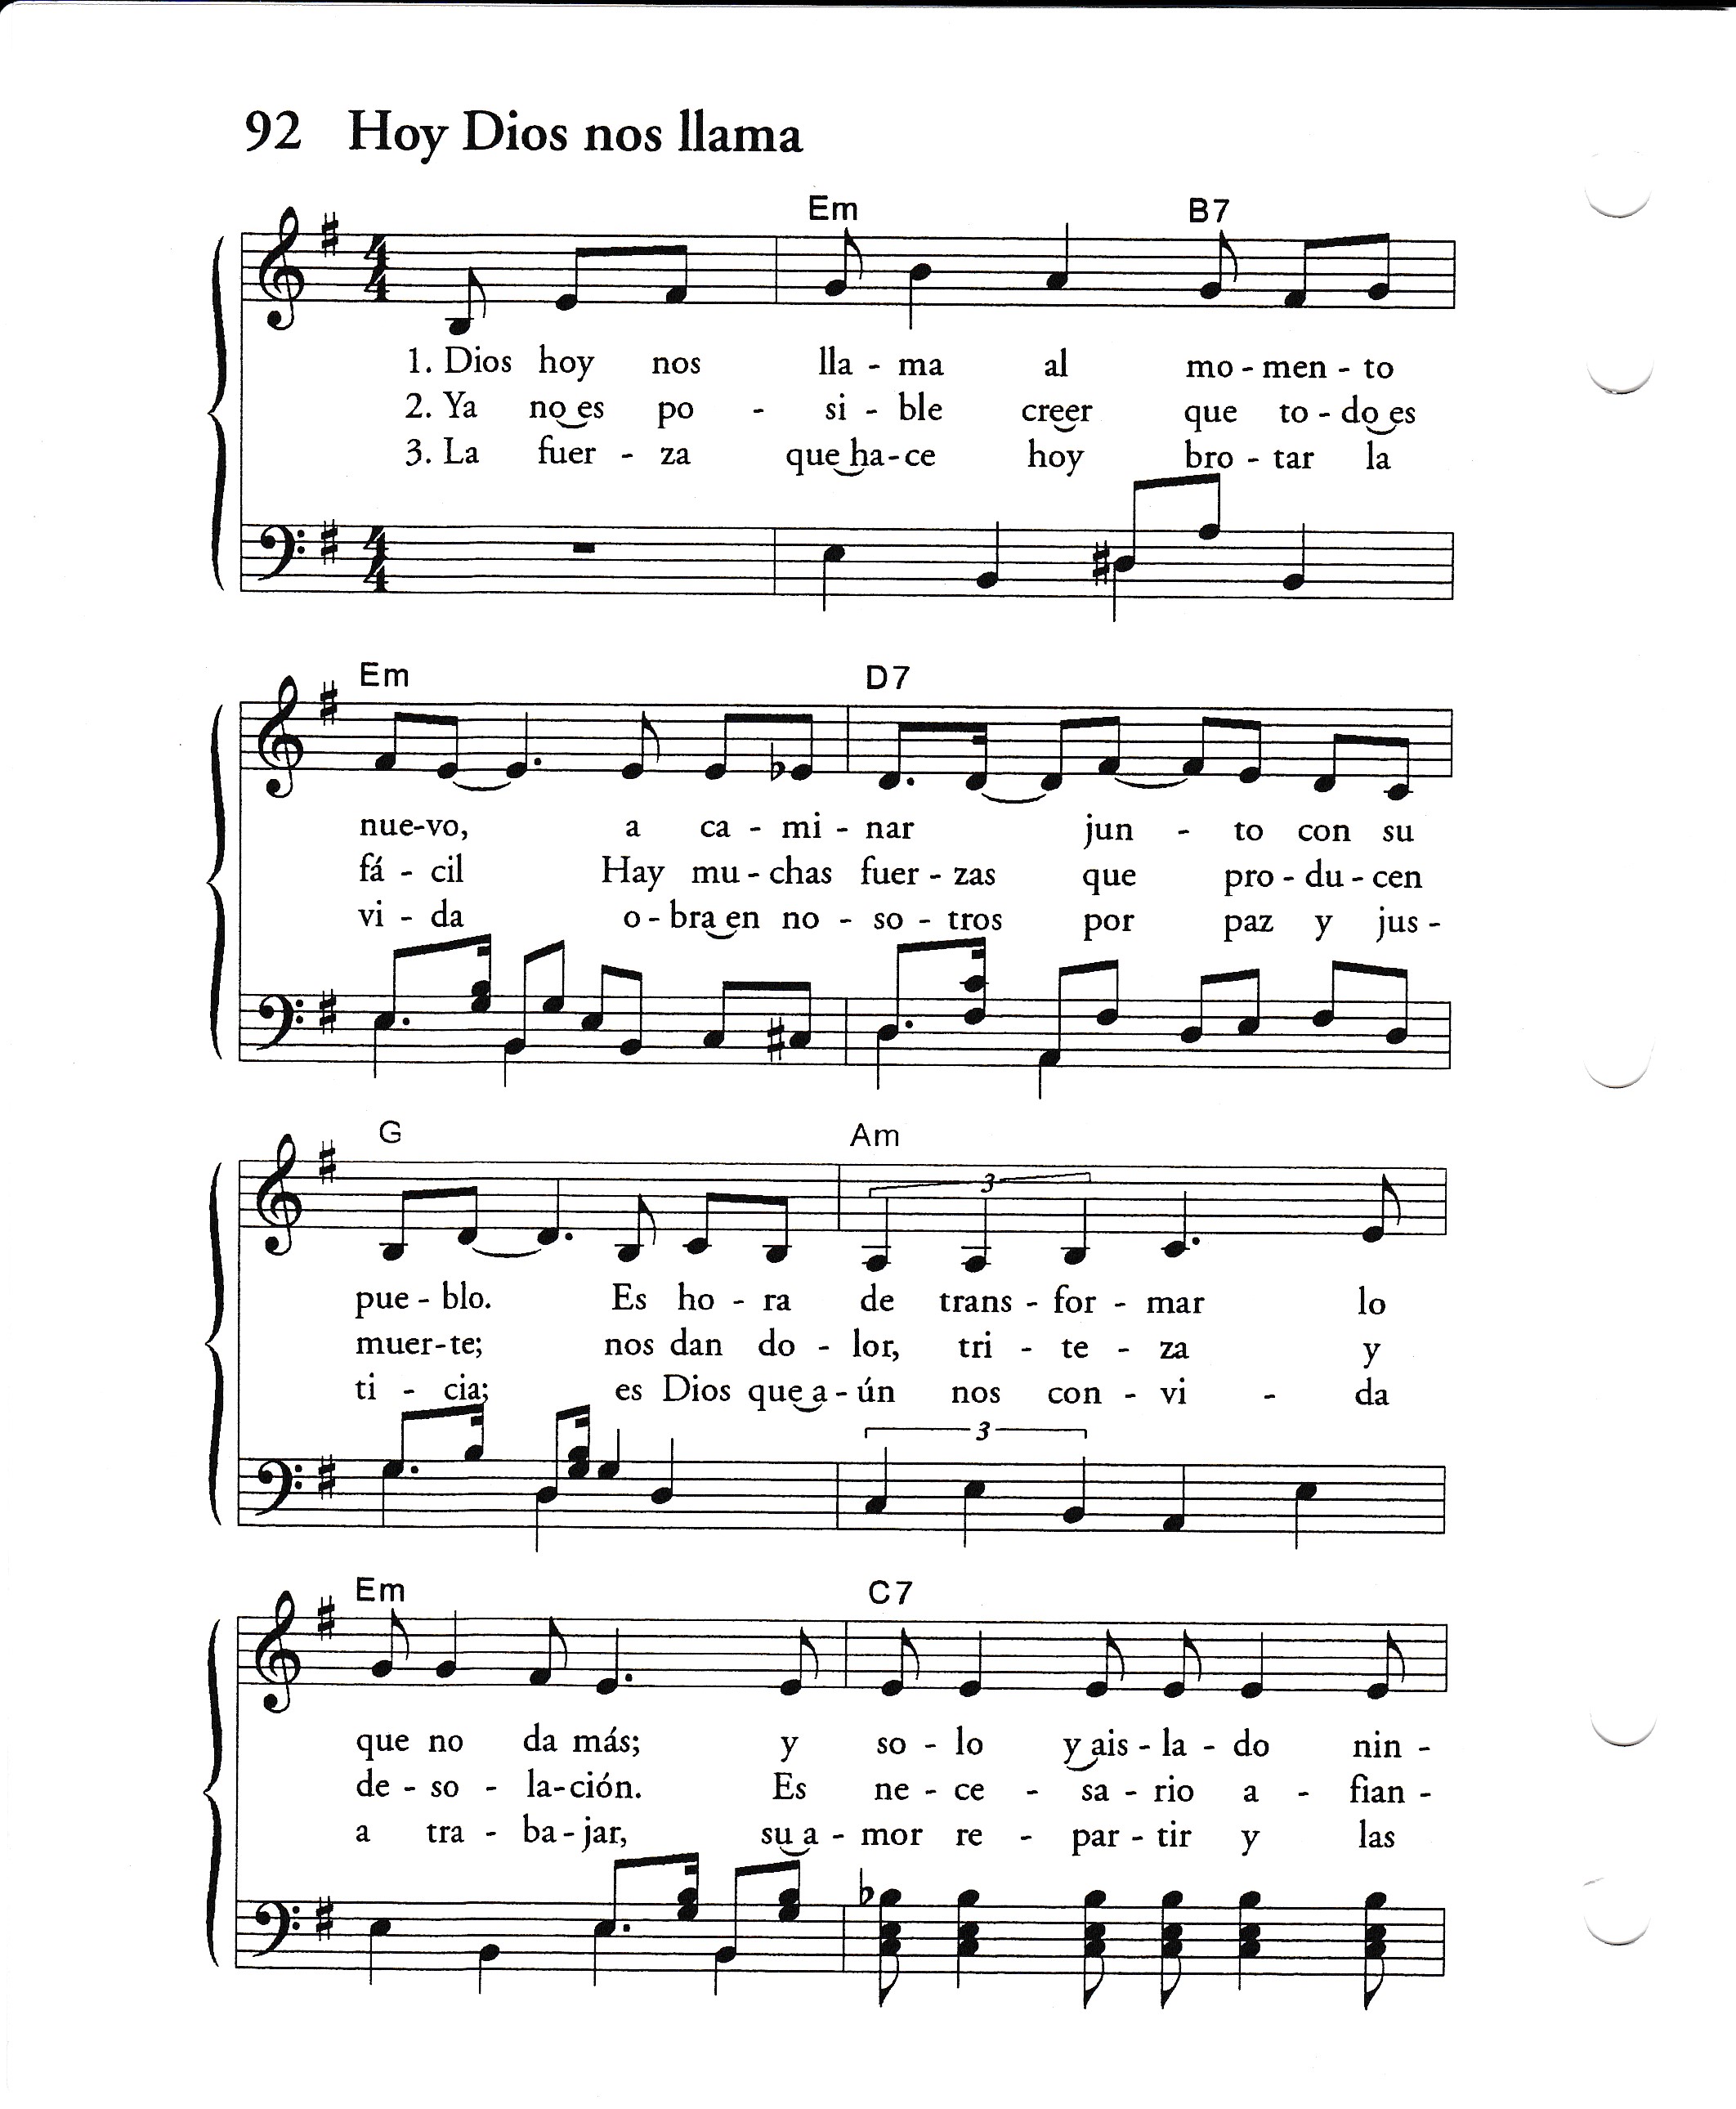 92 Hoy Dios nos llama
Em B7
4/4
1. Dios hoy nos lla - ma al mo - men - to
2. Ya no es po - si - ble creer que to - do es
3. La fuer - za que ha - ce hoy bro - tar la
4/4
Em D7
nue-vo, a ca - mi - nar jun - to con su
fá - cil Hay mu - chas fuer - zas que pro - du - cen
vi - da o - bra en no - so - tros por paz y jus -
G Am
3
pue - blo. Es ho - ra de trans - for - mar lo
muer-te; nos dan do - lor, tri - te - za y
ti - cia; es Dios que a - ún nos con - vi - da
3
Em C7
que no da más; y so - lo y ais - la - do nin -
de - so - la-ción. Es ne - ce - sa - rio a - fian -
a tra - ba - jar, su a - mor re - par - tir y las